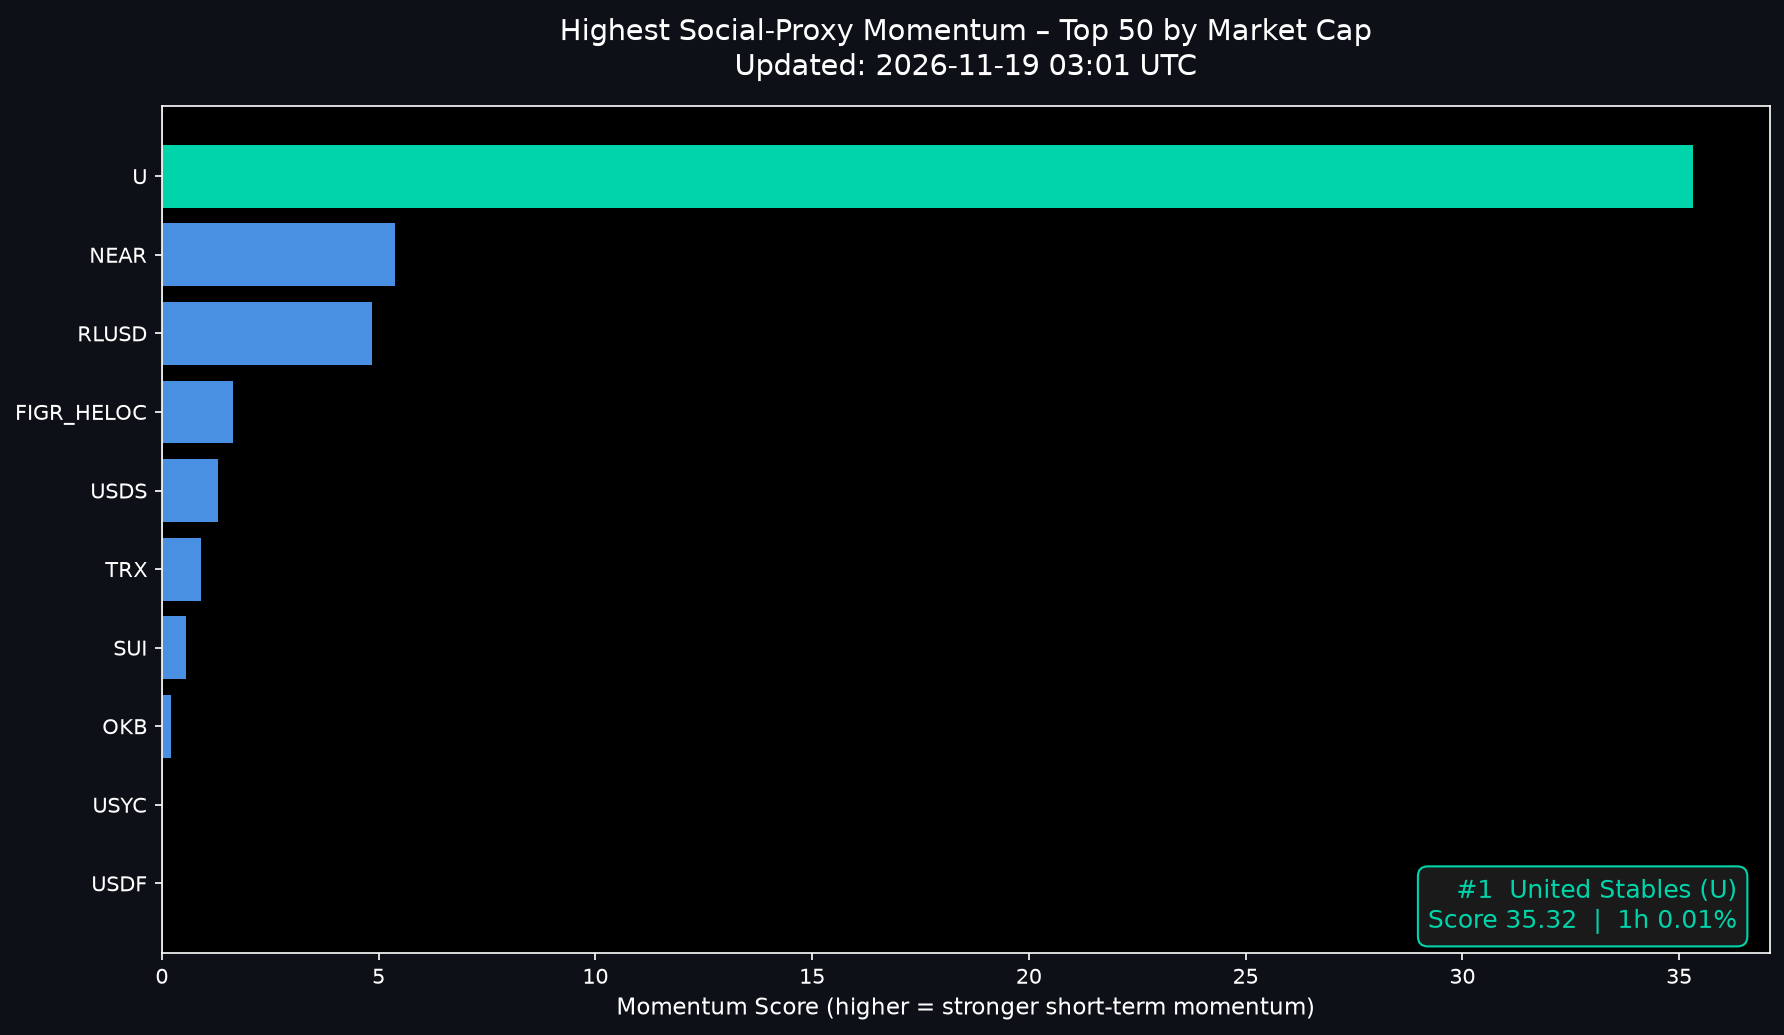 Highest Social-Proxy Momentum – Top 50 by Market Cap
Updated: 2026-11-19 03:01 UTC
U
NEAR
RLUSD
FIGR_HELOC
USDS
TRX
SUI
OKB
USYC
USDF
#1  United Stables (U)
Score 35.32  |  1h 0.01%
0 5 10 15 20 25 30 35
Momentum Score (higher = stronger short-term momentum)